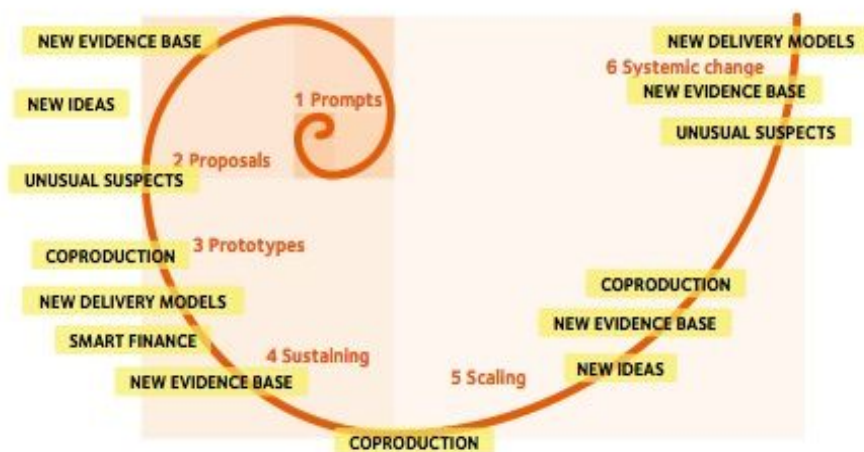 NEW EVIDENCE BASE
NEW IDEAS
UNUSUAL SUSPECTS
COPRODUCTION
NEW DELIVERY MODELS
SMART FINANCE
NEW EVIDENCE BASE
COPRODUCTION
1 Prompts
2 Proposals
3 Prototypes
4 Sustaining
5 Scaling
6 Systemic change
NEW DELIVERY MODELS
NEW EVIDENCE BASE
UNUSUAL SUSPECTS
COPRODUCTION
NEW EVIDENCE BASE
NEW IDEAS